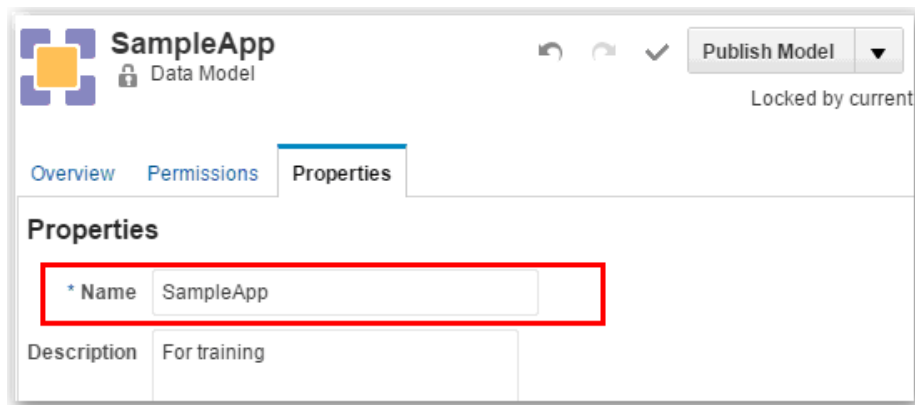 SampleApp
Data Model
Publish Model
Locked by current
Overview Permissions Properties
Properties
* Name SampleApp
Description For training